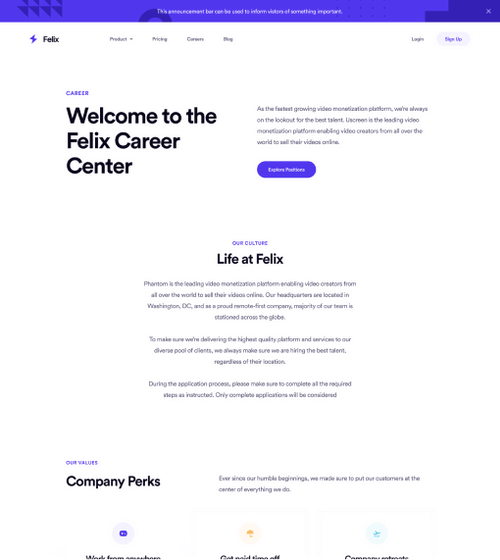 This announcement bar can be used to inform vistors of something important.
Felix
Product
Pricing
Careers
Blog
Login
Sign Up
CAREER
Welcome to the
Felix Career
Center
As the fastest growing video monetization platform, we're always
on the lookout for the best talent. Uscreen is the leading video
monetization platform enabling video creators from all over the
world to sell their videos online.
Explore Positions
OUR CULTURE
Life at Felix
Phantom is the leading video monetization platform enabling video creators from
all over the world to sell their videos online. Our headquarters are located in
Washington, DC, and as a proud remote-first company, majority of our team is
stationed across the globe.
To make sure we're delivering the highest quality platform and services to our
diverse pool of clients, we always make sure we are hiring the best talent,
regardless of their location.
During the application process, please make sure to complete all the required
steps as instructed. Only complete applications will be considered
OUR VALUES
Company Perks
Ever since our humble beginnings, we made sure to put our customers at the
center of everything we do.
Work from anywhere
Get paid time off
Company retreats